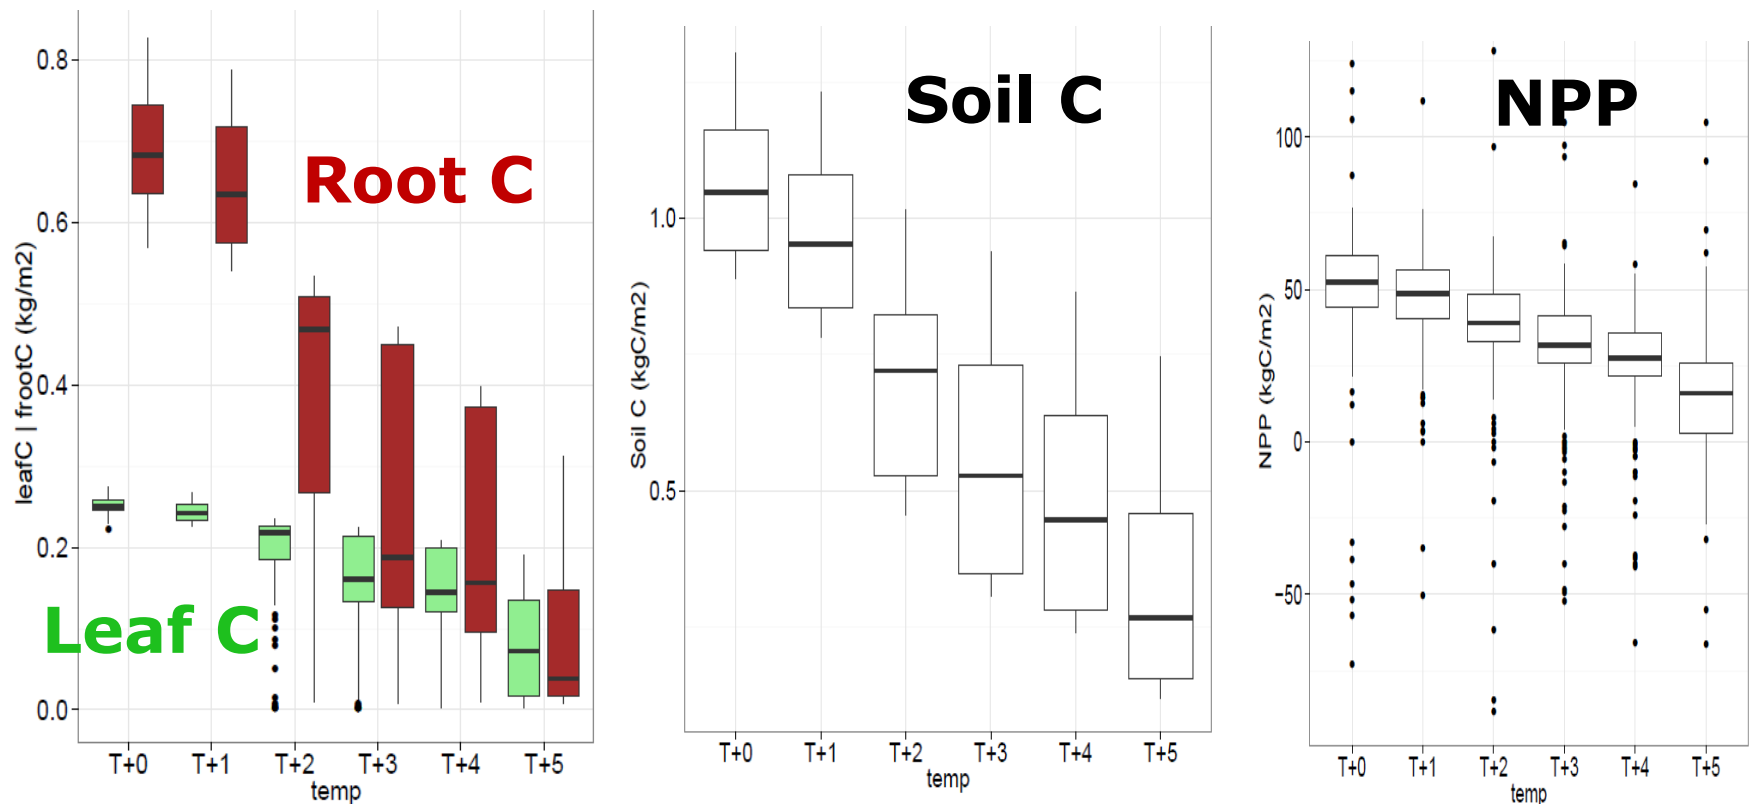 leafC | frootC (kg/m2)
0.8
0.6
0.4
0.2
0.0
Root C
Leaf C
T+0 T+1 T+2 T+3 T+4 T+5
temp
Soil C
Soil C (kgC/m2)
1.0
0.5
T+0 T+1 T+2 T+3 T+4 T+5
temp
NPP
NPP (kgC/m2)
100
50
0
−50
T+0 T+1 T+2 T+3 T+4 T+5
temp